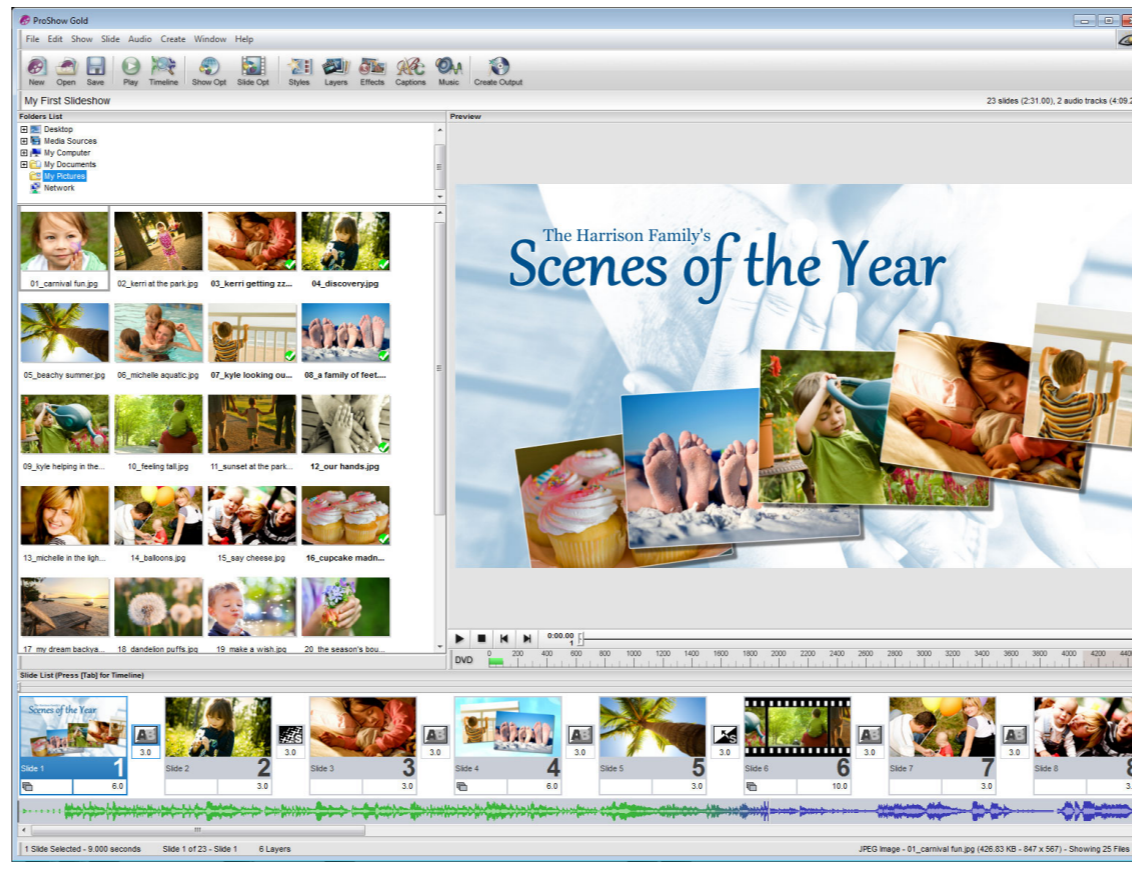 ProShow Gold
File Edit Show Slide Audio Create Window Help
New Open Save Play Timeline Show Opt Slide Opt Styles Layers Effects Captions Music Create Output
My First Slideshow
23 slides (2:31.00), 2 audio tracks (4:09.2
Folders List
Preview
Desktop
Media Sources
My Computer
My Documents
My Pictures
Network
01_carnival fun.jpg 02_kerri at the park.jpg 03_kerri getting zz... 04_discovery.jpg
05_beachy summer.jpg 06_michelle aquatic.jpg 07_kyle looking ou... 08_a family of feet....
09_kyle helping in the... 10_feeling tall.jpg 11_sunset at the park... 12_our hands.jpg
13_michelle in the ligh... 14_balloons.jpg 15_say cheese.jpg 16_cupcake madn...
17_my dream backya... 18_dandelion puffs.jpg 19_make a wish.jpg 20_the season's bou...
The Harrison Family's
Scenes of the Year
0:00.00
1
DVD
0 200 400 600 800 1000 1200 1400 1600 1800 2000 2200 2400 2600 2800 3000 3200 3400 3600 3800 4000 4200 440
Slide List (Press [Tab] for Timeline)
Scenes of the Year
Slide 1 1 Slide 2 2 Slide 3 3 Slide 4 4 Slide 5 5 Slide 6 6 Slide 7 7 Slide 8 8
3.0 3.0 3.0 3.0 3.0 3.0 3.0
6.0 3.0 3.0 6.0 3.0 10.0 3.0 3.
1 Slide Selected - 9.000 seconds Slide 1 of 23 - Slide 1 6 Layers
JPEG Image - 01_carnival fun.jpg (426.83 KB - 847 x 567) - Showing 25 Files